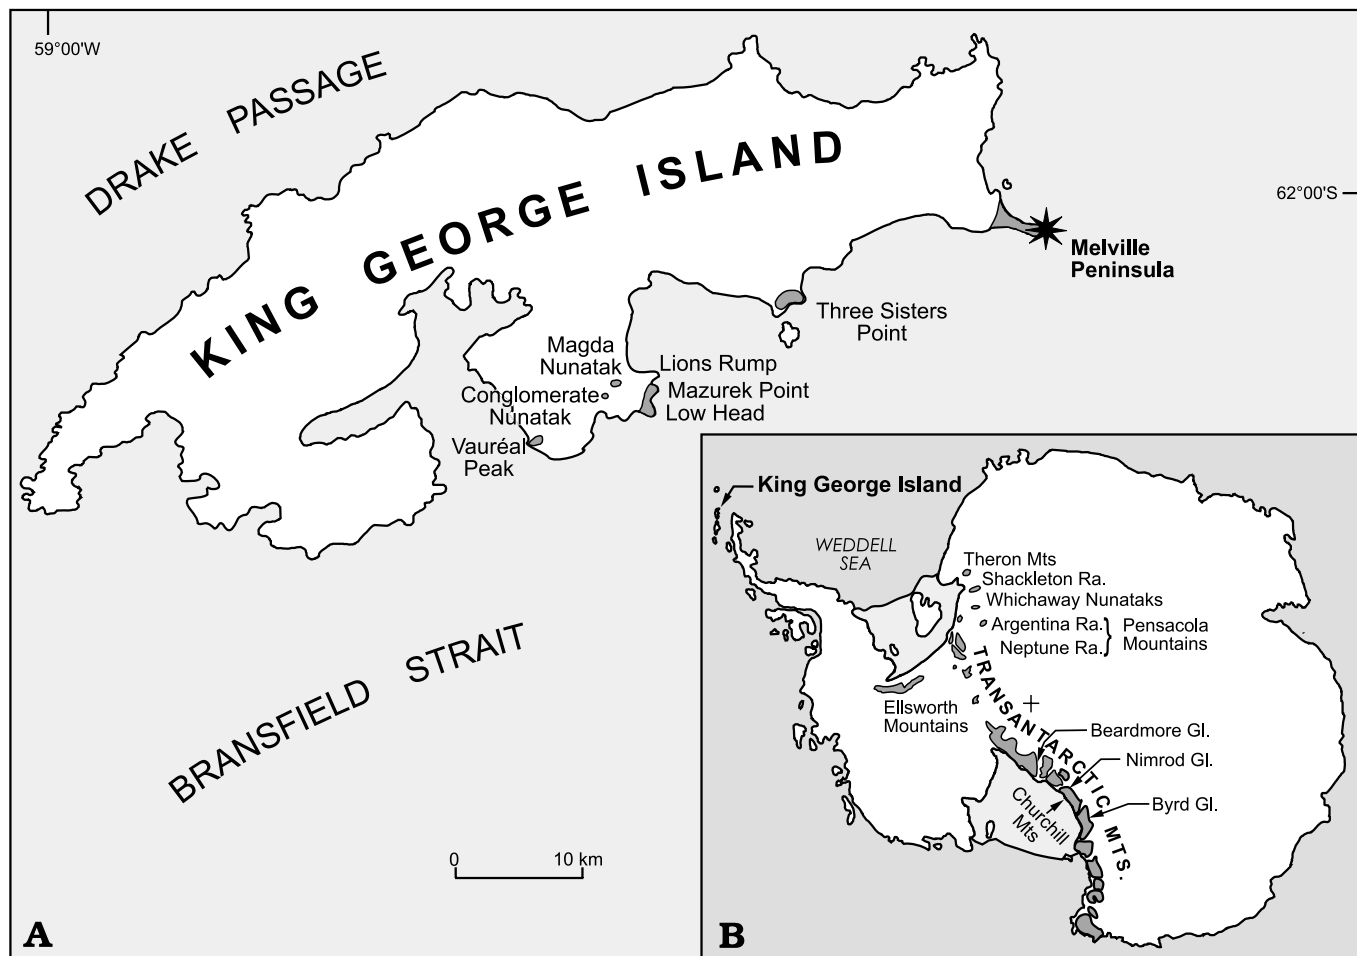 59°00'W
DRAKE PASSAGE
KING GEORGE ISLAND
62°00'S
Melville
Peninsula
Three Sisters
Point
Magda
Nunatak
Lions Rump
Conglomerate
Nunatak
Mazurek Point
Low Head
Vauréal
Peak
BRANSFIELD STRAIT
0 10 km
A
King George Island
WEDDELL
SEA
Theron Mts
Shackleton Ra.
Whichaway Nunataks
Argentina Ra.
Neptune Ra.
Pensacola
Mountains
TRANSANTARCTIC MTS.
Ellsworth
Mountains
Beardmore Gl.
Nimrod Gl.
Byrd Gl.
Churchill
Mts
B